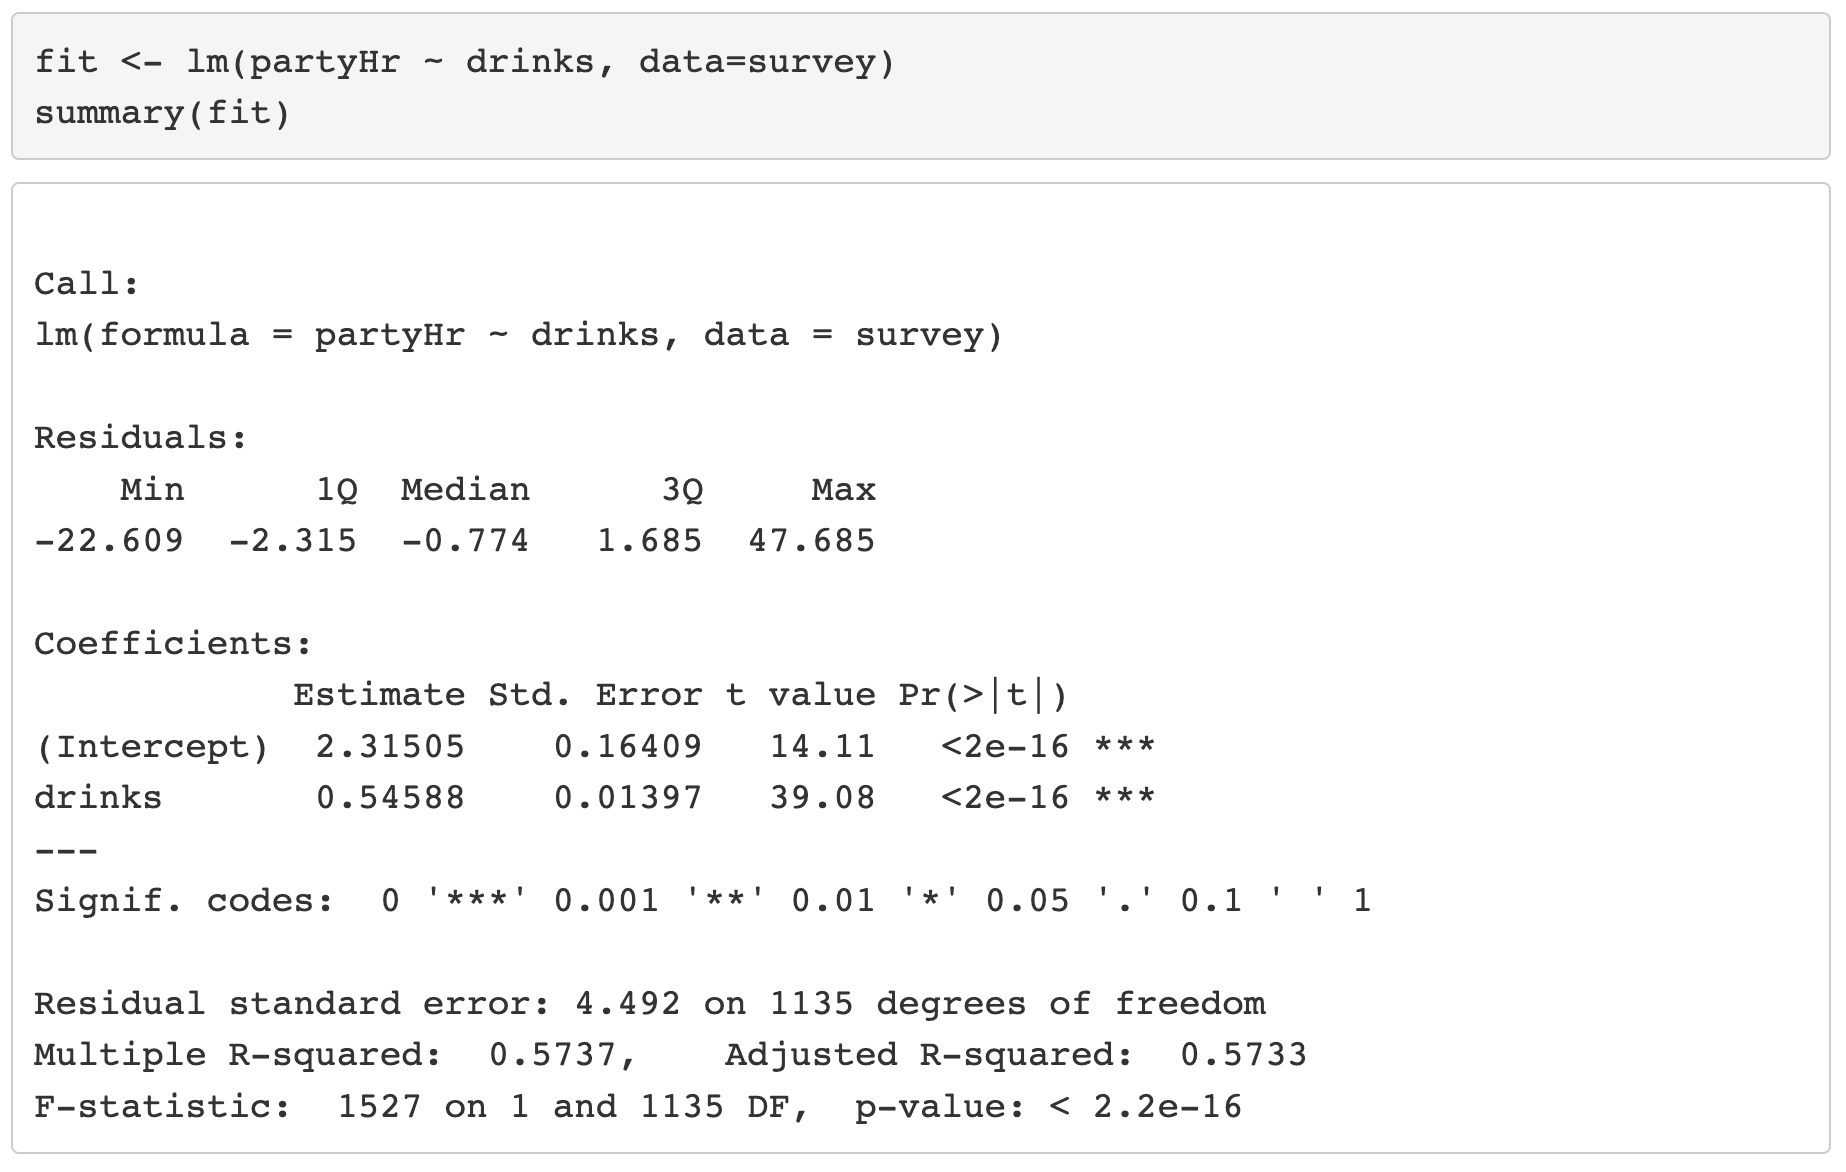 fit <- lm(partyHr ~ drinks, data=survey)
summary(fit)
Call:
lm(formula = partyHr ~ drinks, data = survey)
Residuals:
    Min      1Q  Median      3Q     Max
-22.609  -2.315  -0.774   1.685  47.685
Coefficients:
            Estimate Std. Error t value Pr(>|t|)
(Intercept)  2.31505    0.16409   14.11   <2e-16 ***
drinks       0.54588    0.01397   39.08   <2e-16 ***
---
Signif. codes:  0 '***' 0.001 '**' 0.01 '*' 0.05 '.' 0.1 ' ' 1
Residual standard error: 4.492 on 1135 degrees of freedom
Multiple R-squared:  0.5737,    Adjusted R-squared:  0.5733
F-statistic:  1527 on 1 and 1135 DF,  p-value: < 2.2e-16